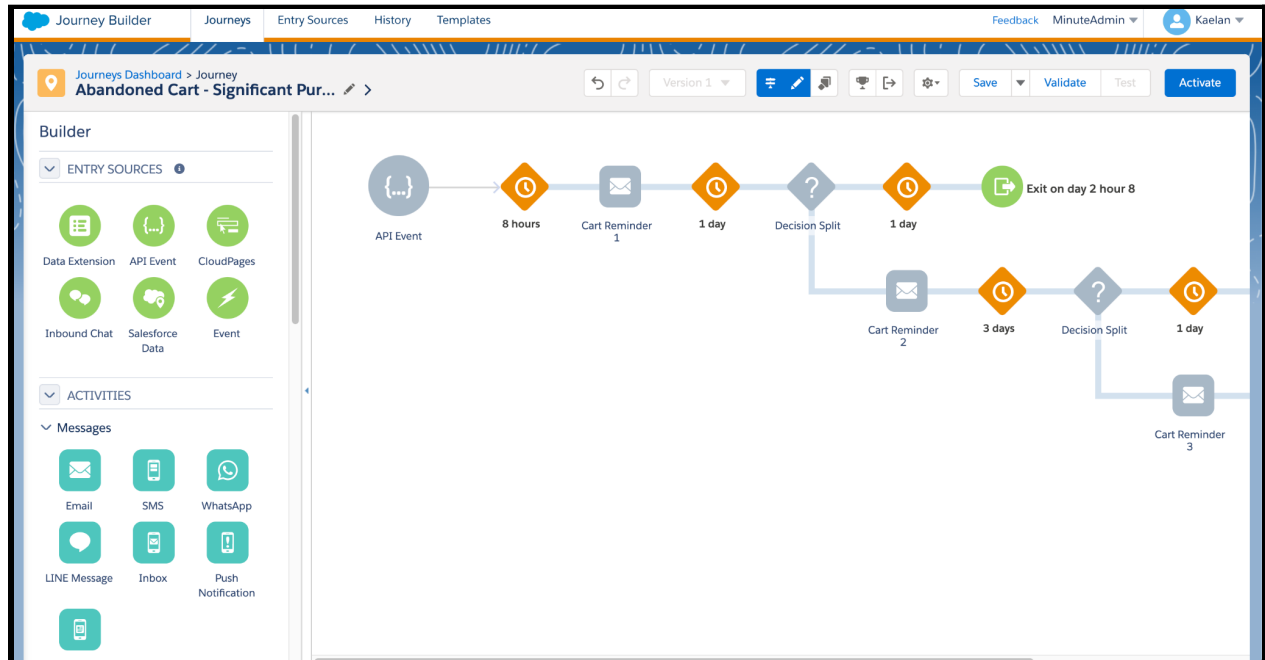 Journey Builder
Journeys
Entry Sources
History
Templates
Feedback
MinuteAdmin
Kaelan
Journeys Dashboard > Journey
Abandoned Cart - Significant Pur...
Version 1
Save
Validate
Test
Activate
Builder
ENTRY SOURCES
Data Extension
API Event
CloudPages
Inbound Chat
Salesforce
Data
Event
ACTIVITIES
Messages
Email
SMS
WhatsApp
LINE Message
Inbox
Push
Notification
{...}
API Event
8 hours
Cart Reminder
1
1 day
?
Decision Split
1 day
Exit on day 2 hour 8
Cart Reminder
2
3 days
?
Decision Split
1 day
Cart Reminder
3